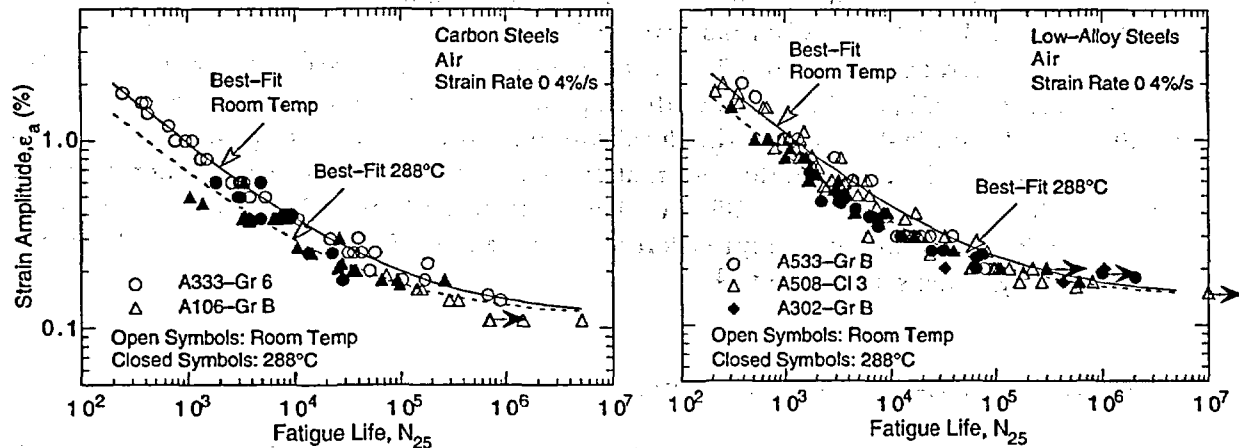 Carbon Steels
Air
Strain Rate 0 4%/s
Best–Fit
Room Temp
Best–Fit 288°C
A333–Gr 6
A106–Gr B
Open Symbols: Room Temp
Closed Symbols: 288°C
Strain Amplitude, εa (%)
1.0
0.1
10² 10³ 10⁴ 10⁵ 10⁶ 10⁷
Fatigue Life, N₂₅
Low–Alloy Steels
Air
Strain Rate 0 4%/s
Best–Fit
Room Temp
Best–Fit 288°C
A533–Gr B
A508–Cl 3
A302–Gr B
Open Symbols: Room Temp
Closed Symbols: 288°C
10² 10³ 10⁴ 10⁵ 10⁶ 10⁷
Fatigue Life, N₂₅